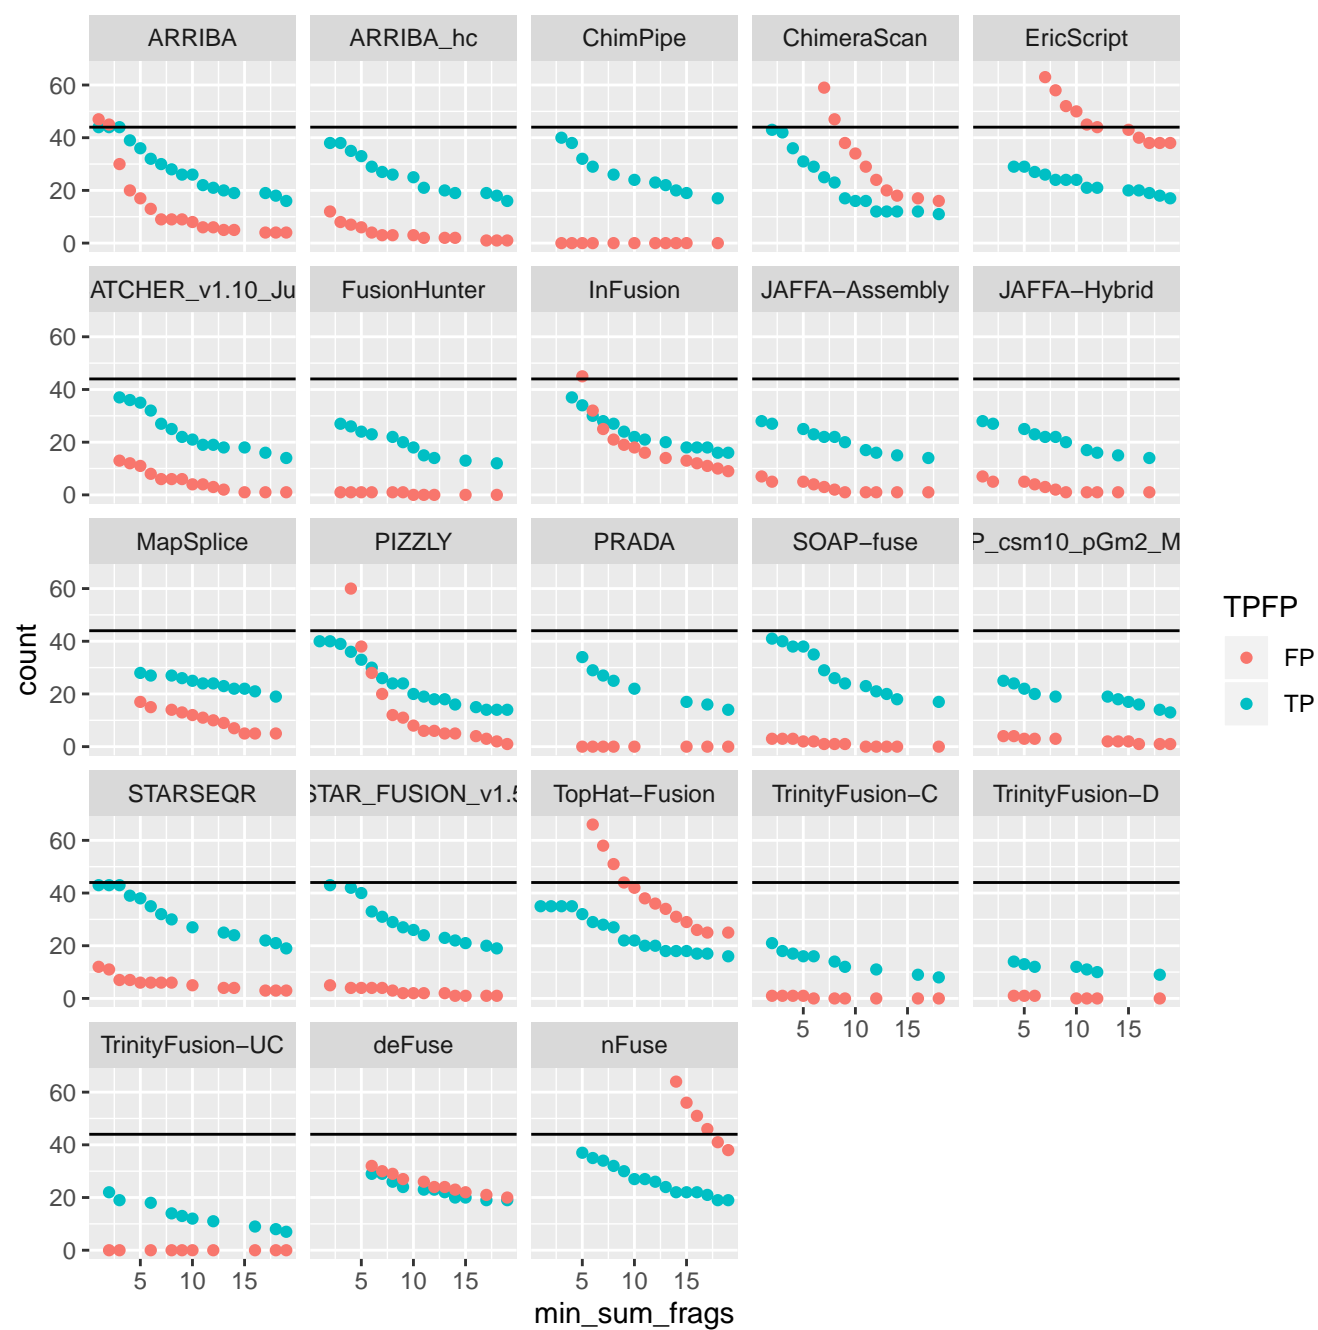 ARRIBA
ARRIBA_hc
ChimPipe
ChimeraScan
EricScript
60
40
20
0
ATCHER_v1.10_Ju
FusionHunter
InFusion
JAFFA−Assembly
JAFFA−Hybrid
60
40
20
0
MapSplice
PIZZLY
PRADA
SOAP−fuse
P_csm10_pGm2_M
60
40
20
0
count
TPFP
FP
TP
STARSEQR
STAR_FUSION_v1.5
TopHat−Fusion
TrinityFusion−C
TrinityFusion−D
60
40
20
0
5 10 15
5 10 15
TrinityFusion−UC
deFuse
nFuse
60
40
20
0
5 10 15
5 10 15
5 10 15
min_sum_frags